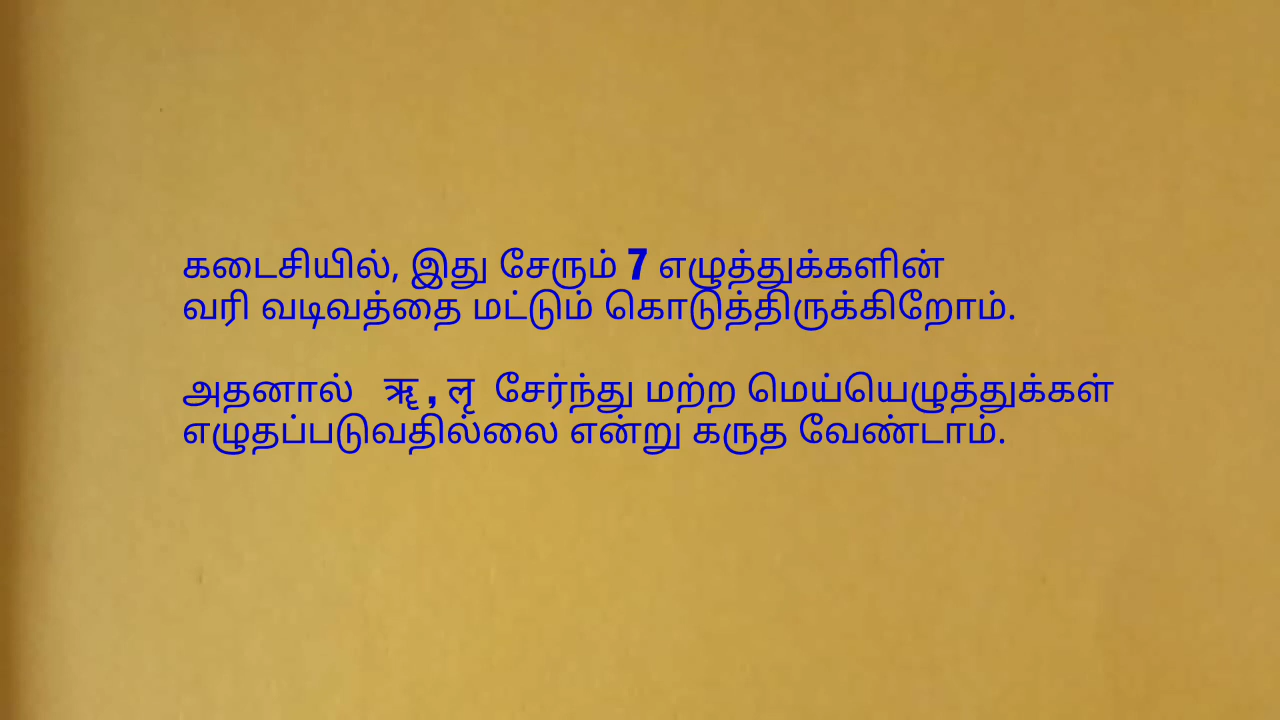 கடைசியில், இது சேரும் 7 எழுத்துக்களின்
வரி வடிவத்தை மட்டும் கொடுத்திருக்கிறோம்.
அதனால் ॠ , लृ சேர்ந்து மற்ற மெய்யெழுத்துக்கள்
எழுதப்படுவதில்லை என்று கருத வேண்டாம்.